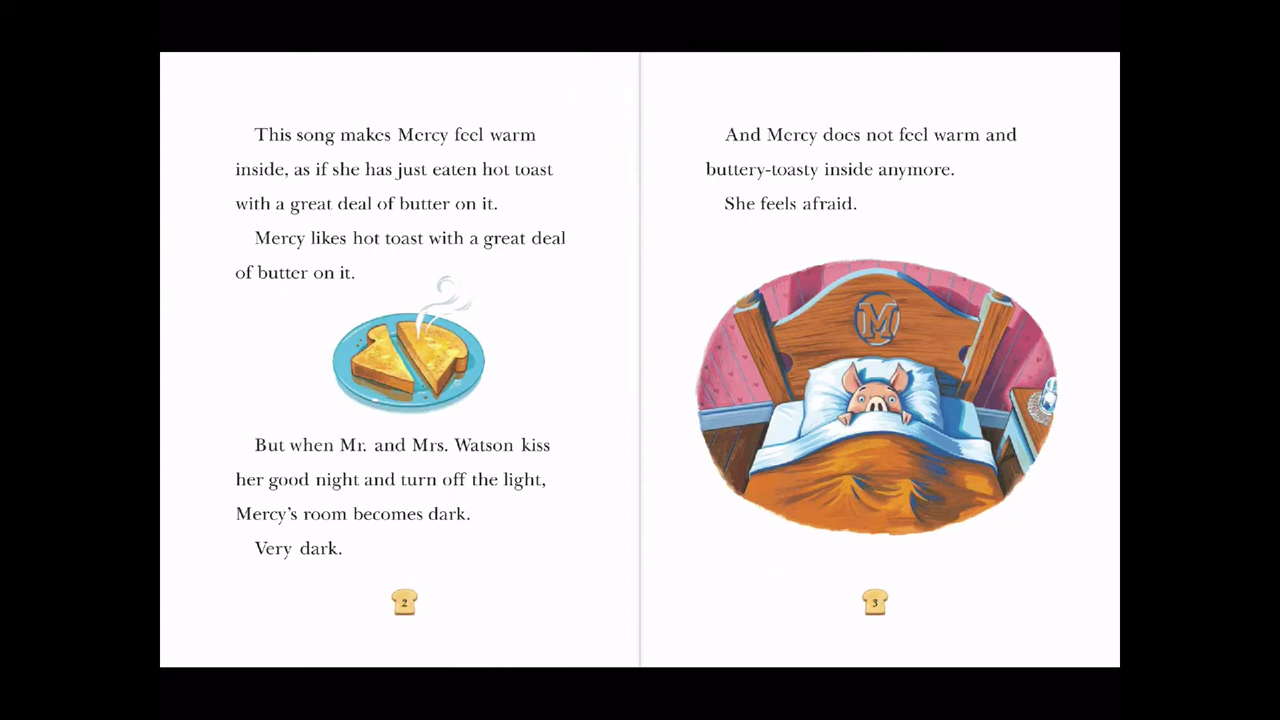 This song makes Mercy feel warm
inside, as if she has just eaten hot toast
with a great deal of butter on it.
Mercy likes hot toast with a great deal
of butter on it.
But when Mr. and Mrs. Watson kiss
her good night and turn off the light,
Mercy's room becomes dark.
Very dark.
2
And Mercy does not feel warm and
buttery-toasty inside anymore.
She feels afraid.
M
3